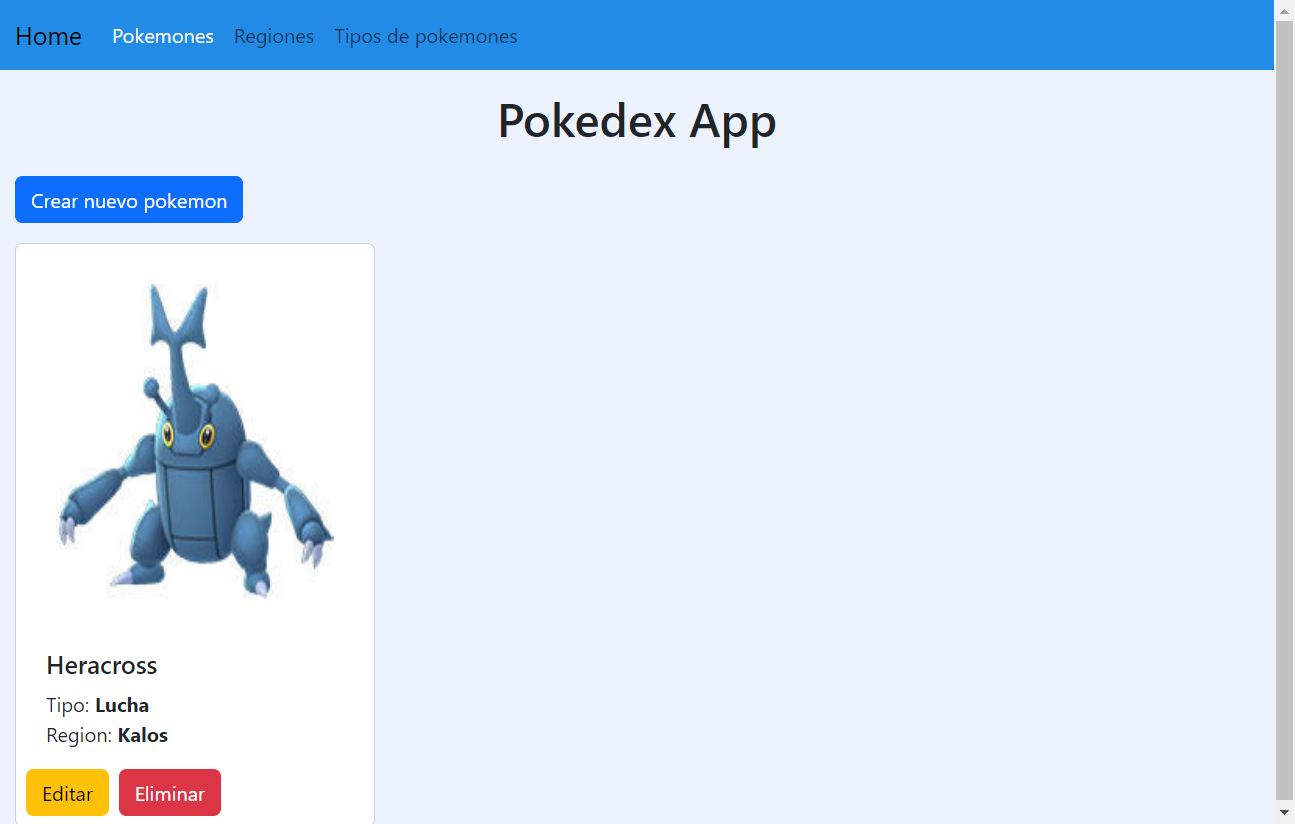 Home Pokemones Regiones Tipos de pokemones
Pokedex App
Crear nuevo pokemon
Heracross
Tipo: Lucha
Region: Kalos
Editar Eliminar